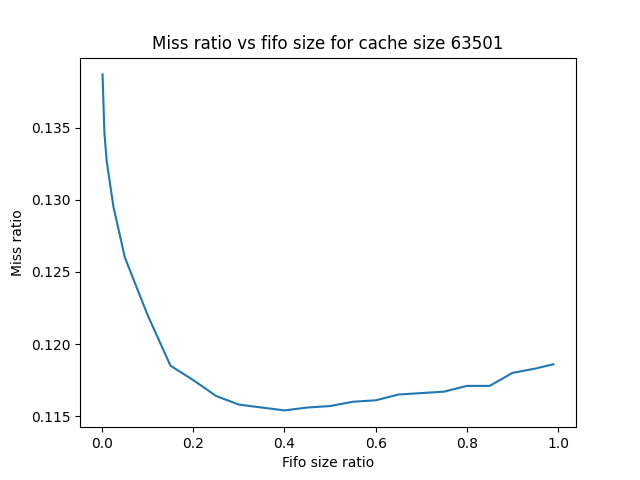 Miss ratio vs fifo size for cache size 63501
Miss ratio
0.135
0.130
0.125
0.120
0.115
0.0 0.2 0.4 0.6 0.8 1.0
Fifo size ratio